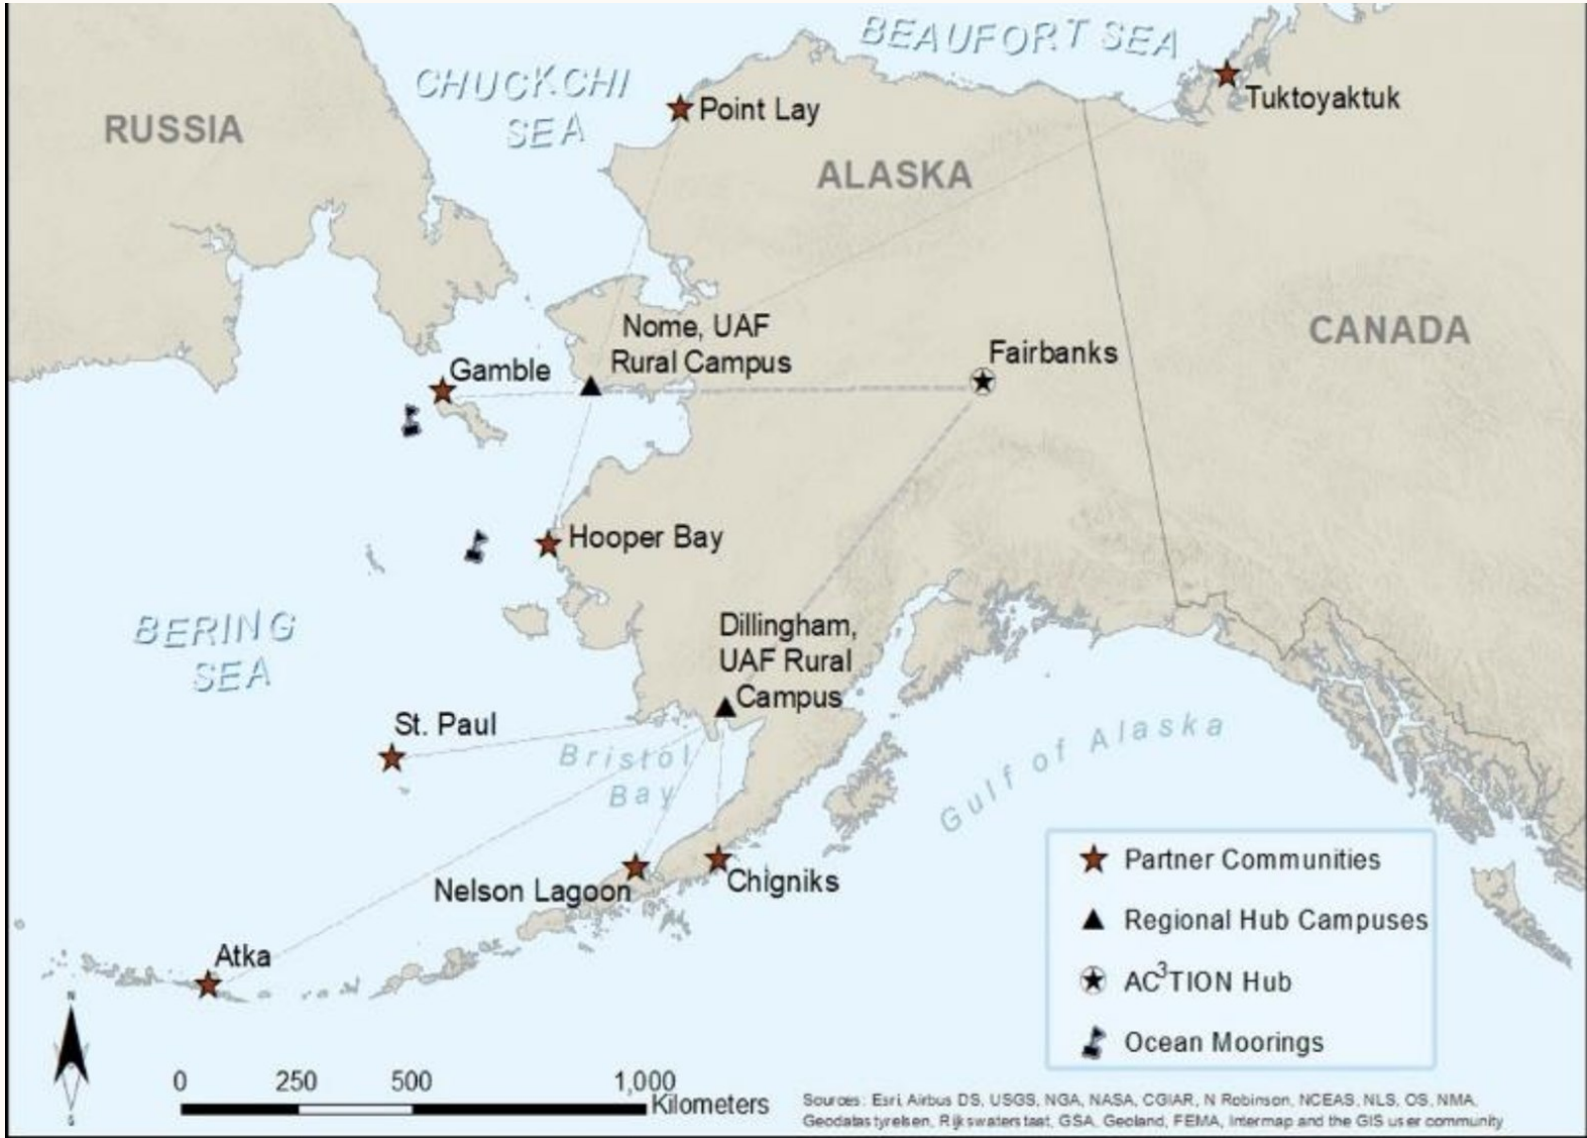 BEAUFORT SEA
CHUCKCHI
SEA
Point Lay
Tuktoyaktuk
RUSSIA
ALASKA
CANADA
Nome, UAF
Rural Campus
Fairbanks
Gamble
Hooper Bay
BERING
SEA
Dillingham,
UAF Rural
Campus
St. Paul
Bristol
Bay
Gulf of Alaska
Nelson Lagoon
Chigniks
Atka
Partner Communities
Regional Hub Campuses
AC³TION Hub
Ocean Moorings
N
S
0 250 500 1,000
Kilometers
Sources: Esri, Airbus DS, USGS, NGA, NASA, CGIAR, N Robinson, NCEAS, NLS, OS, NMA,
Geodatastyrelsen, Rijkswaterstaat, GSA, Geoland, FEMA, Intermap and the GIS user community